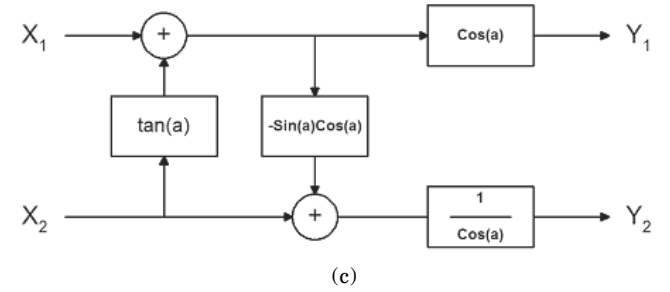 X1 + Cos(a) Y1
tan(a) -Sin(a)Cos(a)
X2 + 1 Y2
Cos(a)
(c)